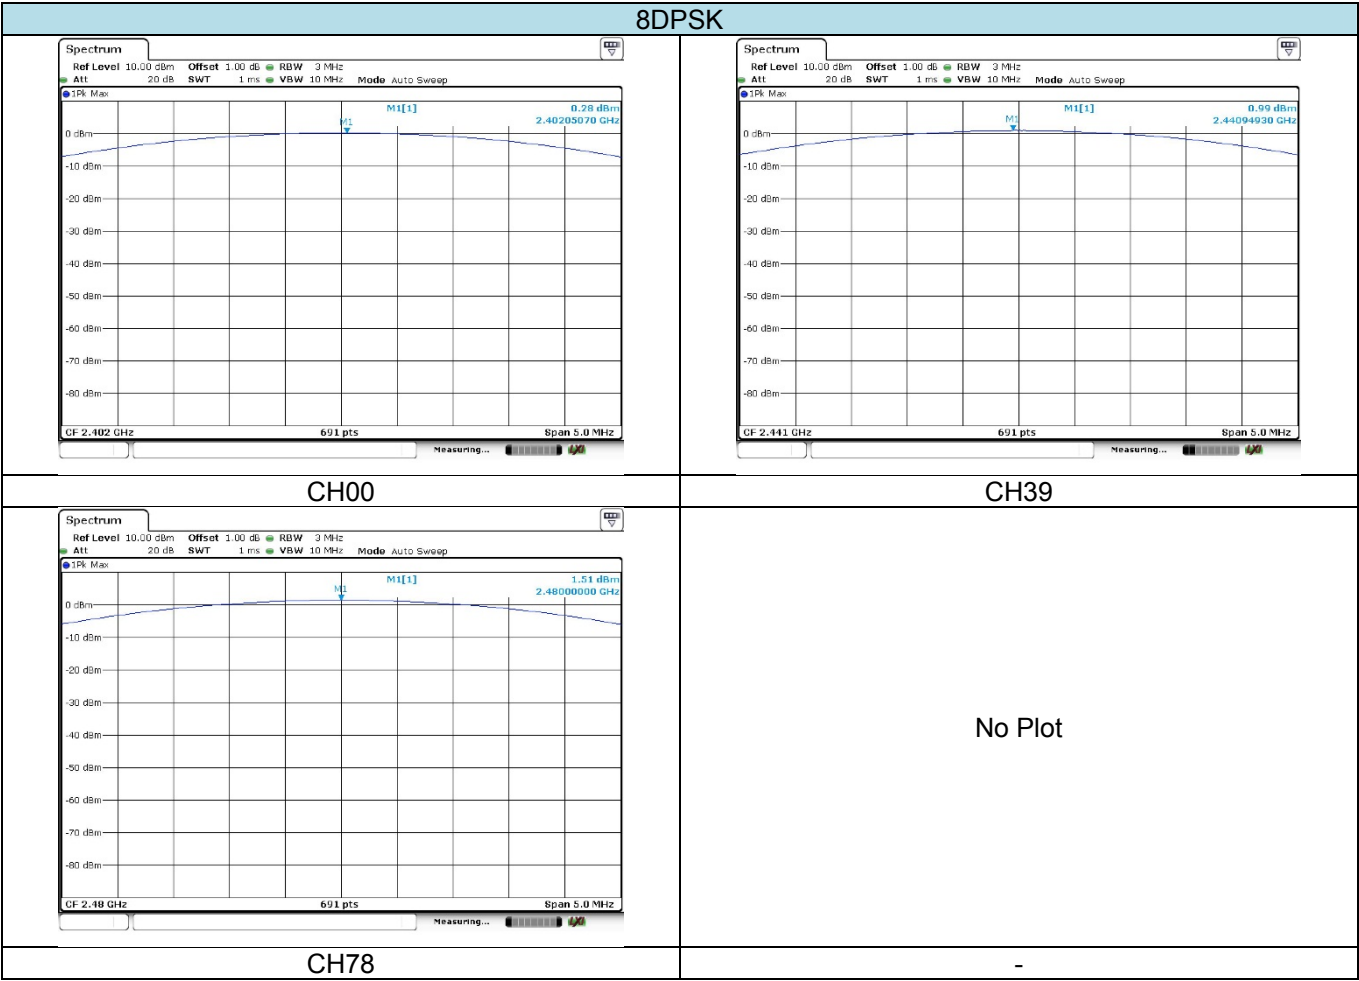 8DPSK
Spectrum
Ref Level 10.00 dBm Offset 1.00 dB RBW 3 MHz
Att 20 dB SWT 1 ms VBW 10 MHz Mode Auto Sweep
1Pk Max
M1[1] 0.28 dBm
2.40205070 GHz
M1
0 dBm
-10 dBm
-20 dBm
-30 dBm
-40 dBm
-50 dBm
-60 dBm
-70 dBm
-80 dBm
CF 2.402 GHz 691 pts Span 5.0 MHz
Measuring...
CH00
Spectrum
Ref Level 10.00 dBm Offset 1.00 dB RBW 3 MHz
Att 20 dB SWT 1 ms VBW 10 MHz Mode Auto Sweep
1Pk Max
M1[1] 0.99 dBm
2.44094930 GHz
M1
0 dBm
-10 dBm
-20 dBm
-30 dBm
-40 dBm
-50 dBm
-60 dBm
-70 dBm
-80 dBm
CF 2.441 GHz 691 pts Span 5.0 MHz
Measuring...
CH39
Spectrum
Ref Level 10.00 dBm Offset 1.00 dB RBW 3 MHz
Att 20 dB SWT 1 ms VBW 10 MHz Mode Auto Sweep
1Pk Max
M1[1] 1.51 dBm
2.48000000 GHz
M1
0 dBm
-10 dBm
-20 dBm
-30 dBm
-40 dBm
-50 dBm
-60 dBm
-70 dBm
-80 dBm
CF 2.48 GHz 691 pts Span 5.0 MHz
Measuring...
CH78
No Plot
-